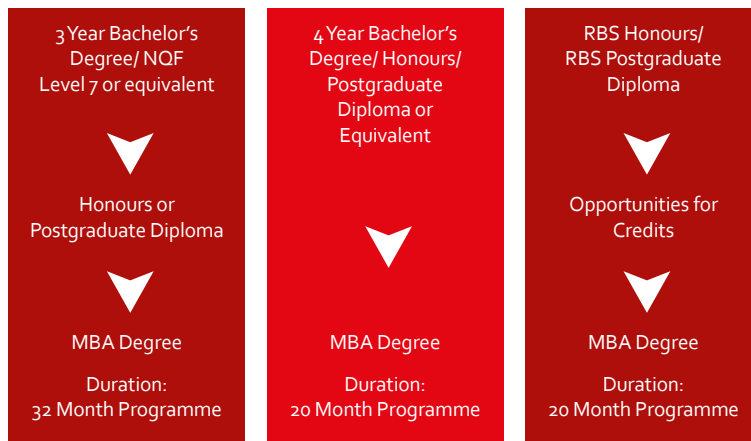 3 Year Bachelor's
Degree/ NQF
Level 7 or equivalent
Honours or
Postgraduate Diploma
MBA Degree
Duration:
32 Month Programme
4 Year Bachelor's
Degree/ Honours/
Postgraduate
Diploma or
Equivalent
MBA Degree
Duration:
20 Month Programme
RBS Honours/
RBS Postgraduate
Diploma
Opportunities for
Credits
MBA Degree
Duration:
20 Month Programme